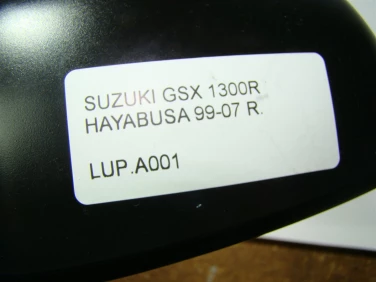 SUZUKI GSX 1300R
HAYABUSA 99-07 R.
LUP.A001